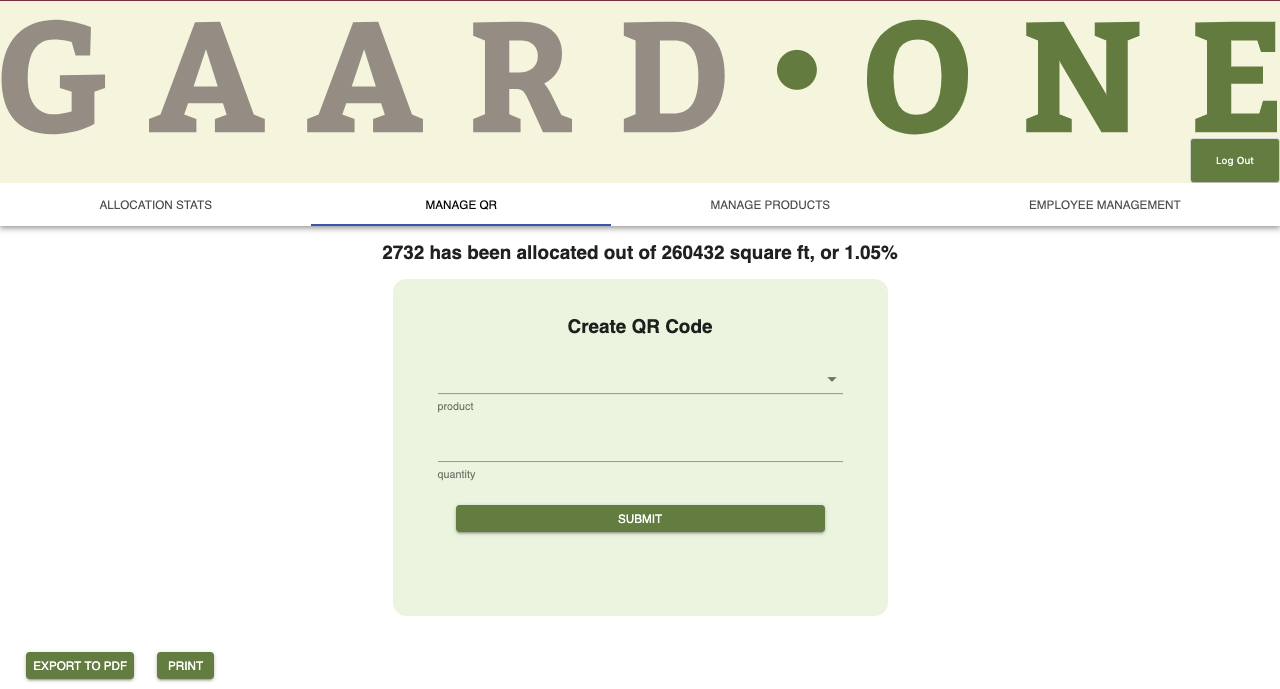 GAARD•ONE
Log Out
ALLOCATION STATS MANAGE QR MANAGE PRODUCTS EMPLOYEE MANAGEMENT
2732 has been allocated out of 260432 square ft, or 1.05%
Create QR Code
product
quantity
SUBMIT
EXPORT TO PDF PRINT